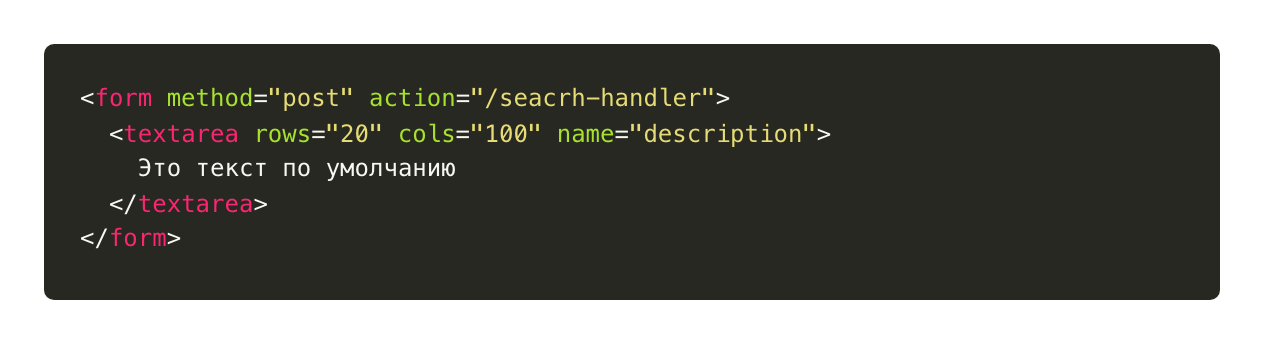 <form method="post" action="/seacrh-handler">
<textarea rows="20" cols="100" name="description">
Это текст по умолчанию
</textarea>
</form>